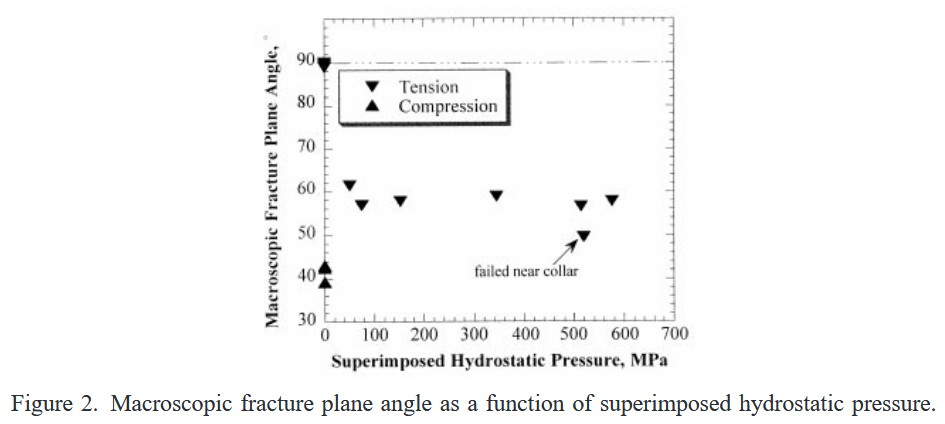 Macroscopic Fracture Plane Angle, °
90
80
70
60
50
40
30
Tension
Compression
failed near collar
0 100 200 300 400 500 600 700
Superimposed Hydrostatic Pressure, MPa
Figure 2. Macroscopic fracture plane angle as a function of superimposed hydrostatic pressure.